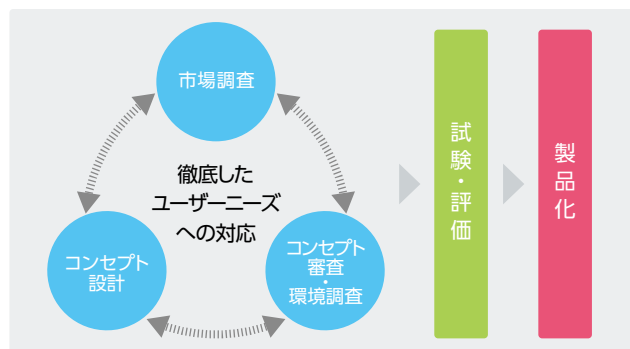 市場調査
徹底した
ユーザーニーズ
への対応
コンセプト
設計
コンセプト
審査
・
環境調査
試験・評価
製品化